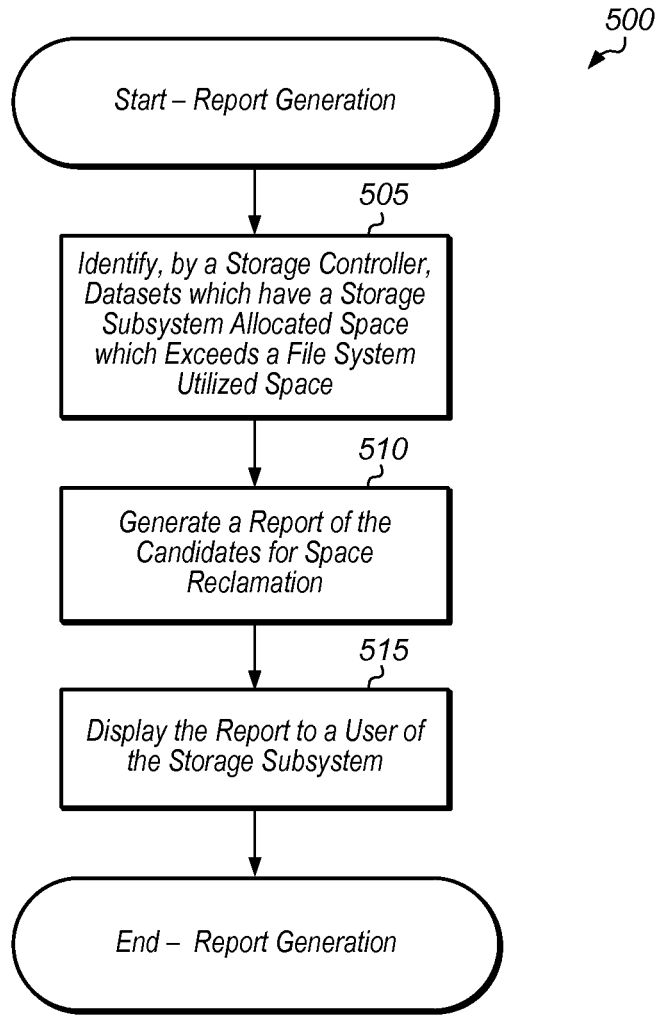 500
Start – Report Generation
505
Identify, by a Storage Controller,
Datasets which have a Storage
Subsystem Allocated Space
which Exceeds a File System
Utilized Space
510
Generate a Report of the
Candidates for Space
Reclamation
515
Display the Report to a User of
the Storage Subsystem
End – Report Generation